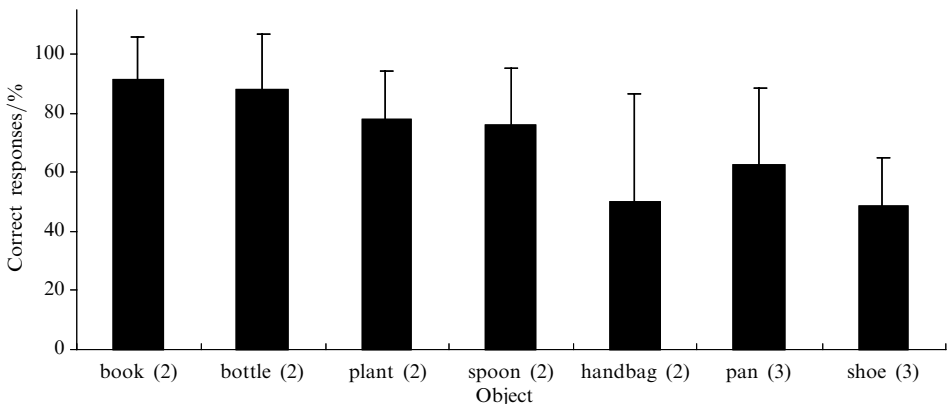 Correct responses/%
100
80
60
40
20
0
book (2) bottle (2) plant (2) spoon (2) handbag (2) pan (3) shoe (3)
Object